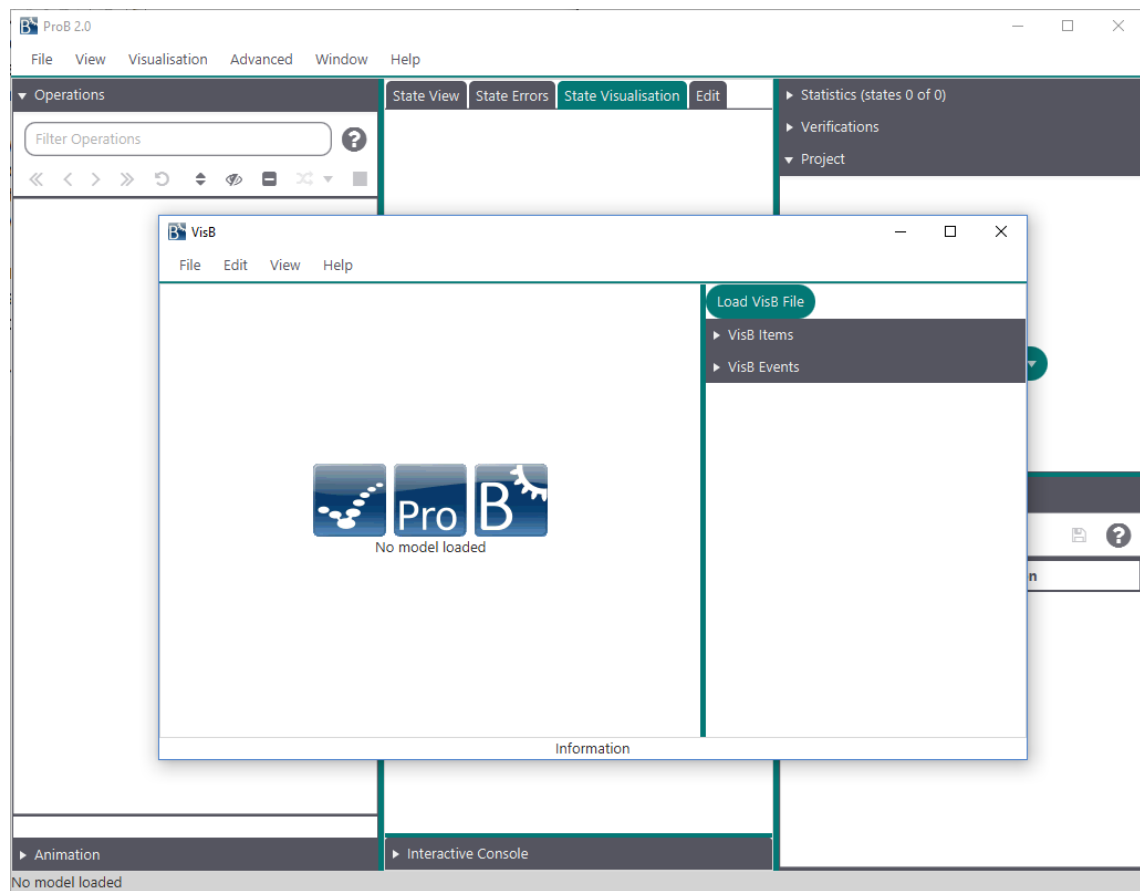 ProB 2.0
File View Visualisation Advanced Window Help
Operations
Filter Operations
State View State Errors State Visualisation Edit
Statistics (states 0 of 0)
Verifications
Project
VisB
File Edit View Help
Load VisB File
VisB Items
VisB Events
Pro B
No model loaded
Information
n
Animation
Interactive Console
No model loaded